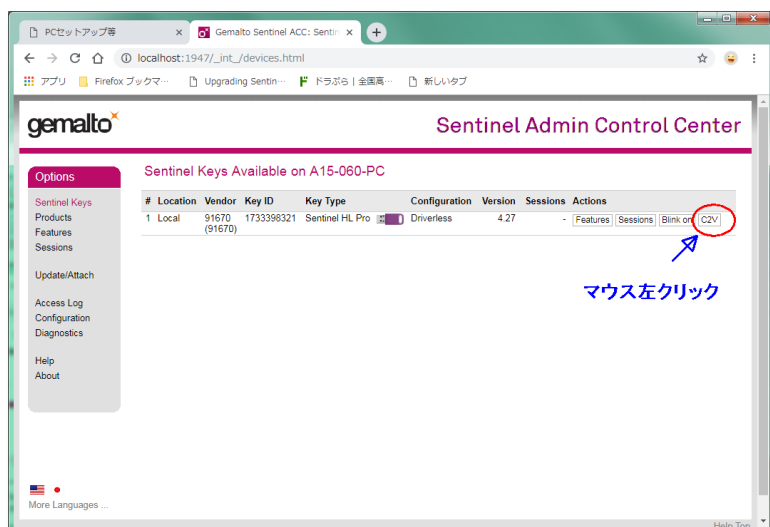 PCセットアップ等
Gemalto Sentinel ACC: Sentin
localhost:1947/_int_/devices.html
アプリ Firefox ブックマ… Upgrading Sentin… ドラぷら | 全国高… 新しいタブ
gemalto
Sentinel Admin Control Center
Options
Sentinel Keys
Products
Features
Sessions
Update/Attach
Access Log
Configuration
Diagnostics
Help
About
Sentinel Keys Available on A15-060-PC
# Location Vendor Key ID Key Type Configuration Version Sessions Actions
1 Local 91670 1733398321 Sentinel HL Pro Driverless 4.27 - Features Sessions Blink on C2V
(91670)
マウス左クリック
More Languages ...
Help Top